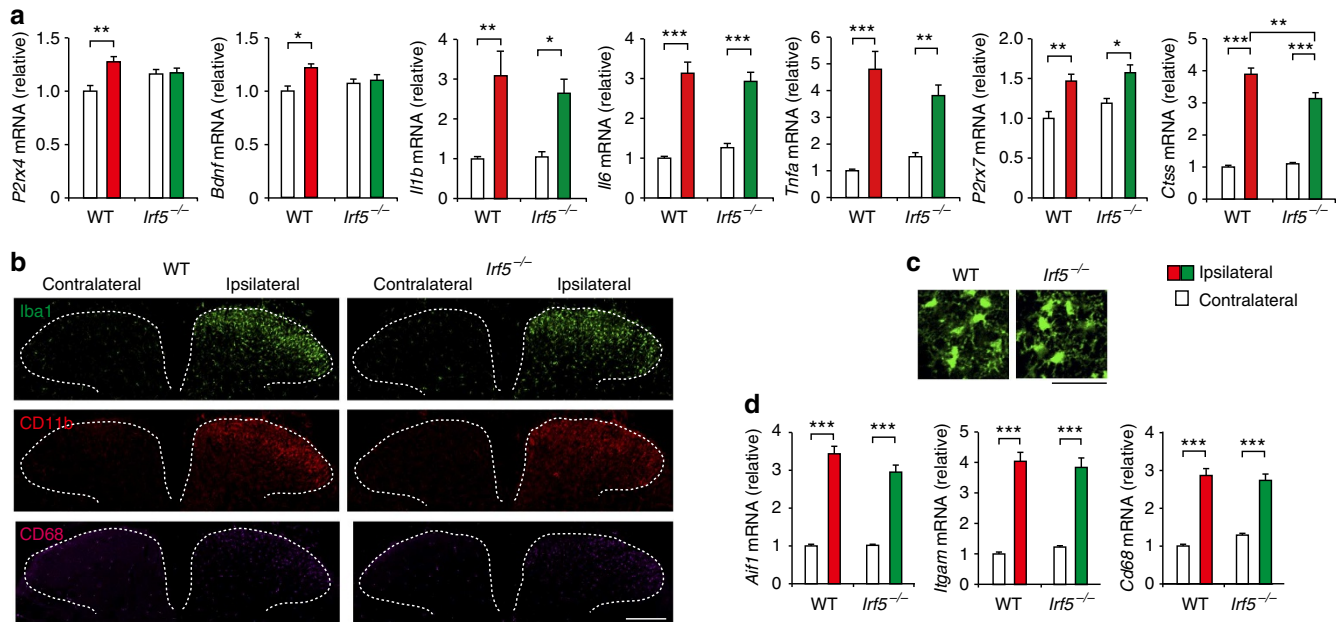 a
P2rx4 mRNA (relative)
1.5
1.0
0.5
0
**
WT
Irf5–/–
Bdnf mRNA (relative)
1.5
1.0
0.5
0
*
WT
Irf5–/–
Il1b mRNA (relative)
5
4
3
2
1
0
**
*
WT
Irf5–/–
Il6 mRNA (relative)
5
4
3
2
1
0
***
***
WT
Irf5–/–
Tnfa mRNA (relative)
6
5
4
3
2
1
0
***
**
WT
Irf5–/–
P2rx7 mRNA (relative)
2.0
1.5
1.0
0.5
0
**
*
WT
Irf5–/–
Ctss mRNA (relative)
5
4
3
2
1
0
***
**
***
WT
Irf5–/–
b
WT
Irf5–/–
Contralateral
Ipsilateral
Contralateral
Ipsilateral
Iba1
CD11b
CD68
c
WT
Irf5–/–
Ipsilateral
Contralateral
d
Aif1 mRNA (relative)
4
3
2
1
0
***
***
WT
Irf5–/–
Itgam mRNA (relative)
5
4
3
2
1
0
***
***
WT
Irf5–/–
Cd68 mRNA (relative)
4
3
2
1
0
***
***
WT
Irf5–/–